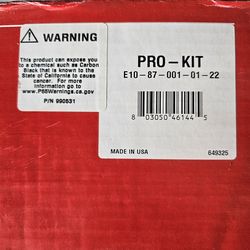 WARNING
This product can expose you
to a chemical such as Carbon
Black that is known to the
State of California to cause
cancer. For more
information go to
www.P65Warnings.ca.gov
P/N 990531
PRO-KIT
E10-87-001-01-22
8 03050 46144 5
MADE IN USA
649325